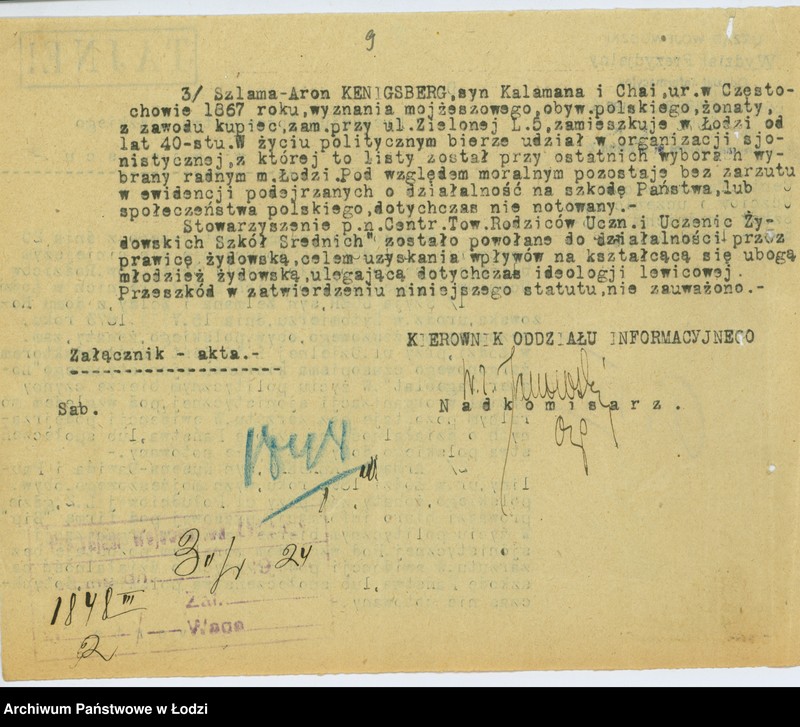 9
3/ Szlama-Aron KENIGSBERG,syn Kalamana i Chai,ur.w Często-
chowie 1867 roku,wyznania mojżeszowego,obyw.polskiego,żonaty,
z zawodu kupiec,zam.przy ul.Zielonej L.5,zamieszkuje w Łodzi od
lat 40-stu.W życiu politycznym bierze udział w organizacji sjo-
nistycznej,z której to listy został przy ostatnich wyborach wy-
brany radnym m.Łodzi.Pod względem moralnym pozostaje bez zarzutu
w ewidencji podejrzanych o działalność na szkodę Państwa,lub
społeczeństwa polskiego,dotychczas nie notowany.-
Stowarzyszenie p.n.Centr.Tow.Rodziców Uczn.i Uczenic Ży-
dowskich Szkół Srednich" zostało powołane do działalności przez
prawicę żydowską,celem uzyskania wpływów na kształcącą się ubogą
młodzież żydowską,ulegającą dotychczas ideologji lewicowej.
Przeszkód w zatwierdzeniu niniejszego statutu,nie zauważono.-
KIEROWNIK ODDZIAŁU INFORMACYJNEGO
Załącznik - akta.-
Sab.
Nadkomisarz.
1844
24
1848 III
2
Zał.
Waga
Archiwum Państwowe w Łodzi